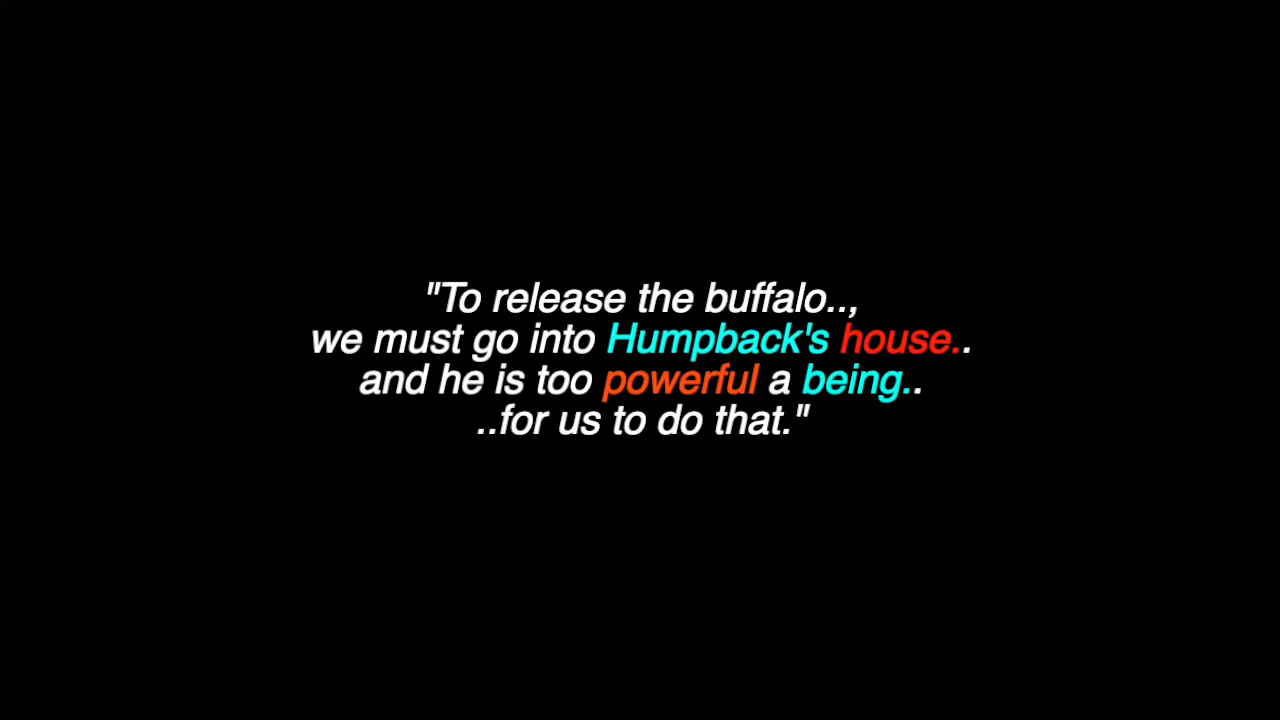 "To release the buffalo..,
we must go into Humpback's house..
and he is too powerful a being..
..for us to do that."